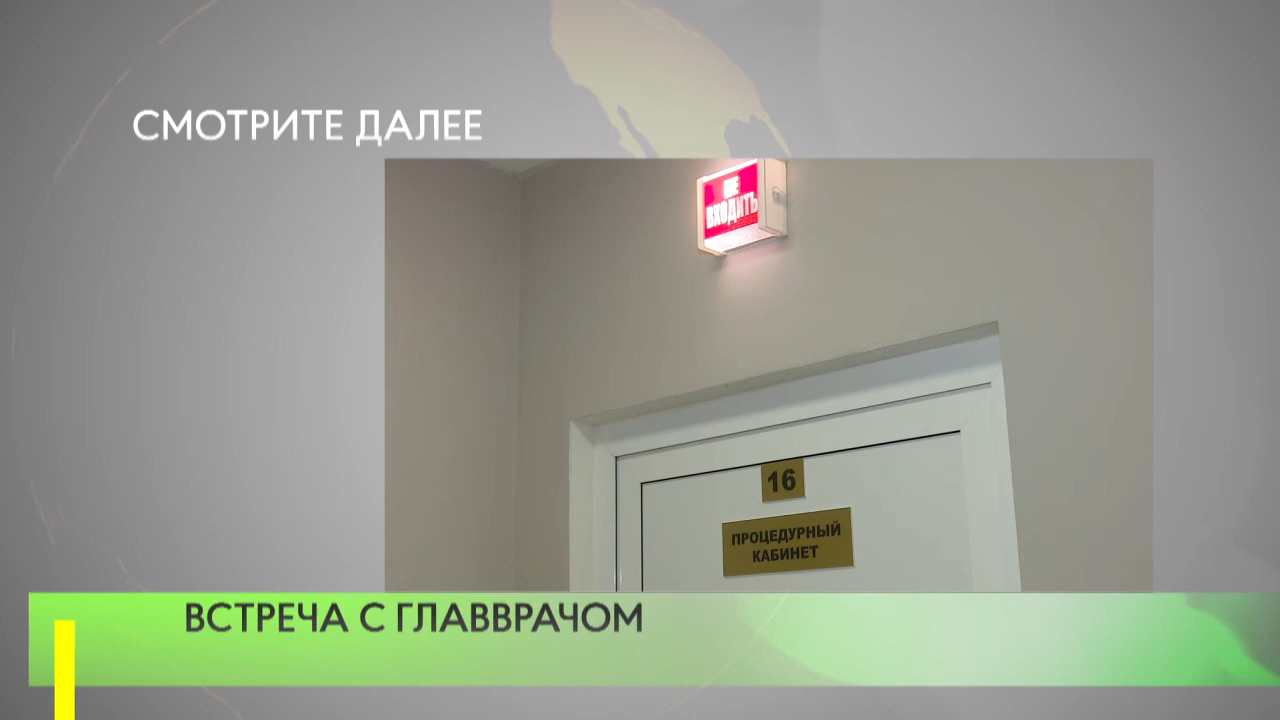 СМОТРИТЕ ДАЛЕЕ
НЕ
ВХОДИТЬ
16
ПРОЦЕДУРНЫЙ
КАБИНЕТ
ВСТРЕЧА С ГЛАВВРАЧОМ